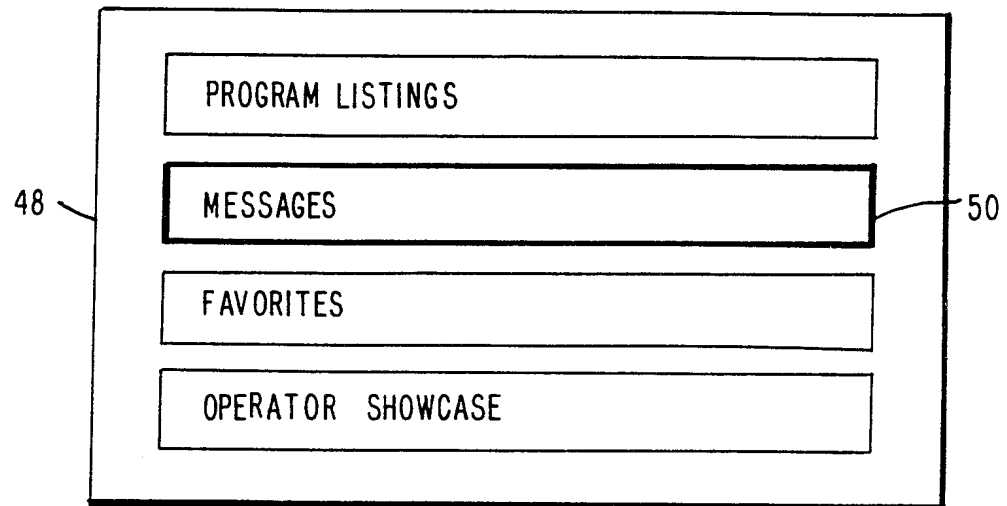 PROGRAM LISTINGS
48 MESSAGES 50
FAVORITES
OPERATOR SHOWCASE